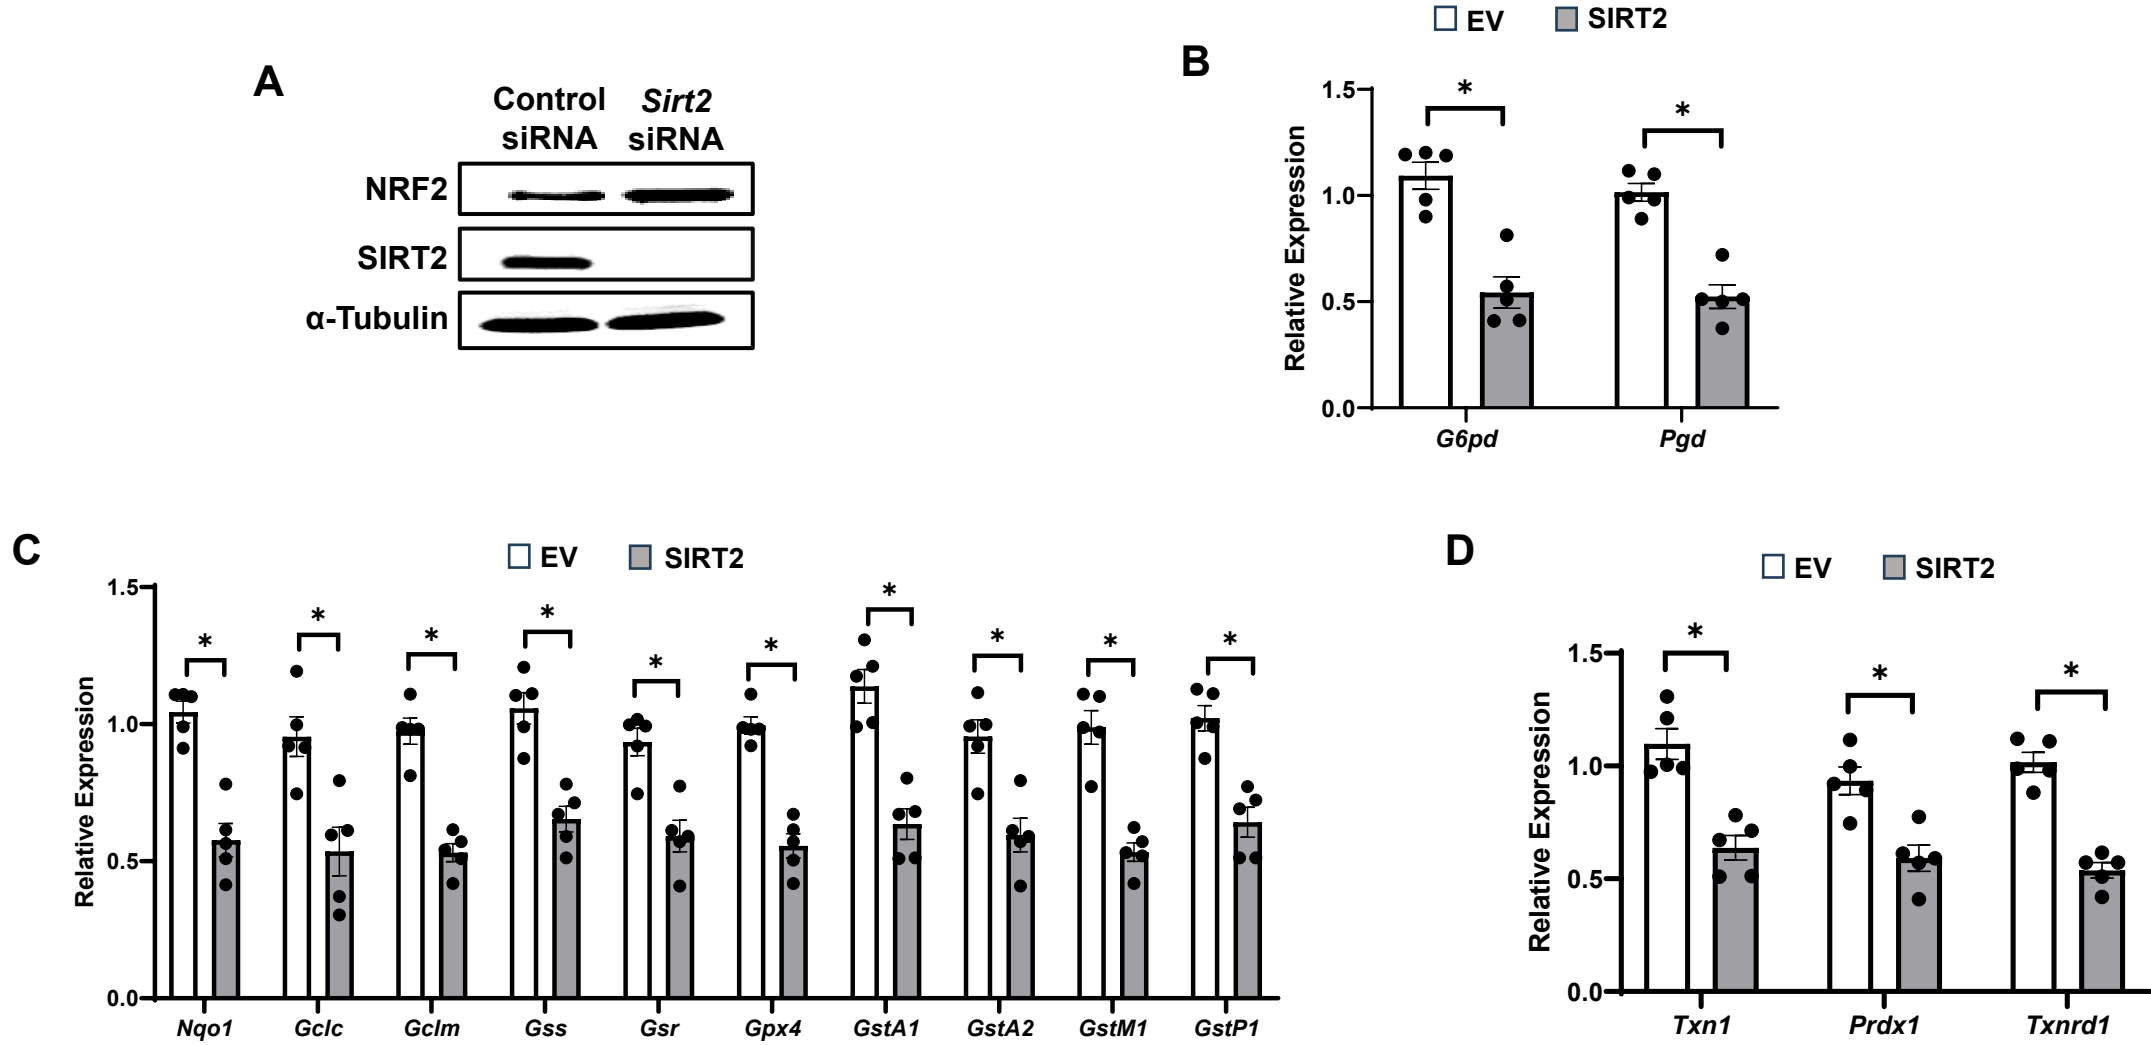 A
Control Sirt2
siRNA siRNA
NRF2
SIRT2
α-Tubulin
B
EV SIRT2
Relative Expression
1.5
1.0
0.5
0.0
* *
G6pd Pgd
C
EV SIRT2
Relative Expression
1.5
1.0
0.5
0.0
* * * * * * * * * *
Nqo1 Gclc Gclm Gss Gsr Gpx4 GstA1 GstA2 GstM1 GstP1
D
EV SIRT2
Relative Expression
1.5
1.0
0.5
0.0
* * *
Txn1 Prdx1 Txnrd1